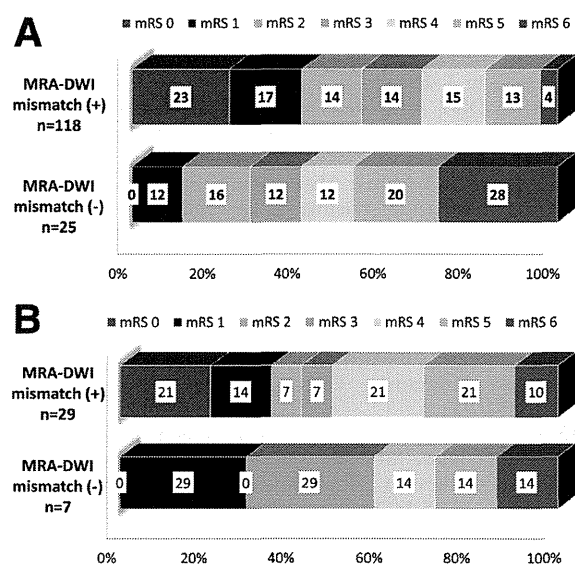 A
mRS 0 mRS 1 mRS 2 mRS 3 mRS 4 mRS 5 mRS 6
MRA-DWI
mismatch (+)
n=118
23 17 14 14 15 13 4
MRA-DWI
mismatch (-)
n=25
0 12 16 12 12 20 28
0% 20% 40% 60% 80% 100%
B
mRS 0 mRS 1 mRS 2 mRS 3 mRS 4 mRS 5 mRS 6
MRA-DWI
mismatch (+)
n=29
21 14 7 7 21 21 10
MRA-DWI
mismatch (-)
n=7
0 29 0 29 14 14 14
0% 20% 40% 60% 80% 100%